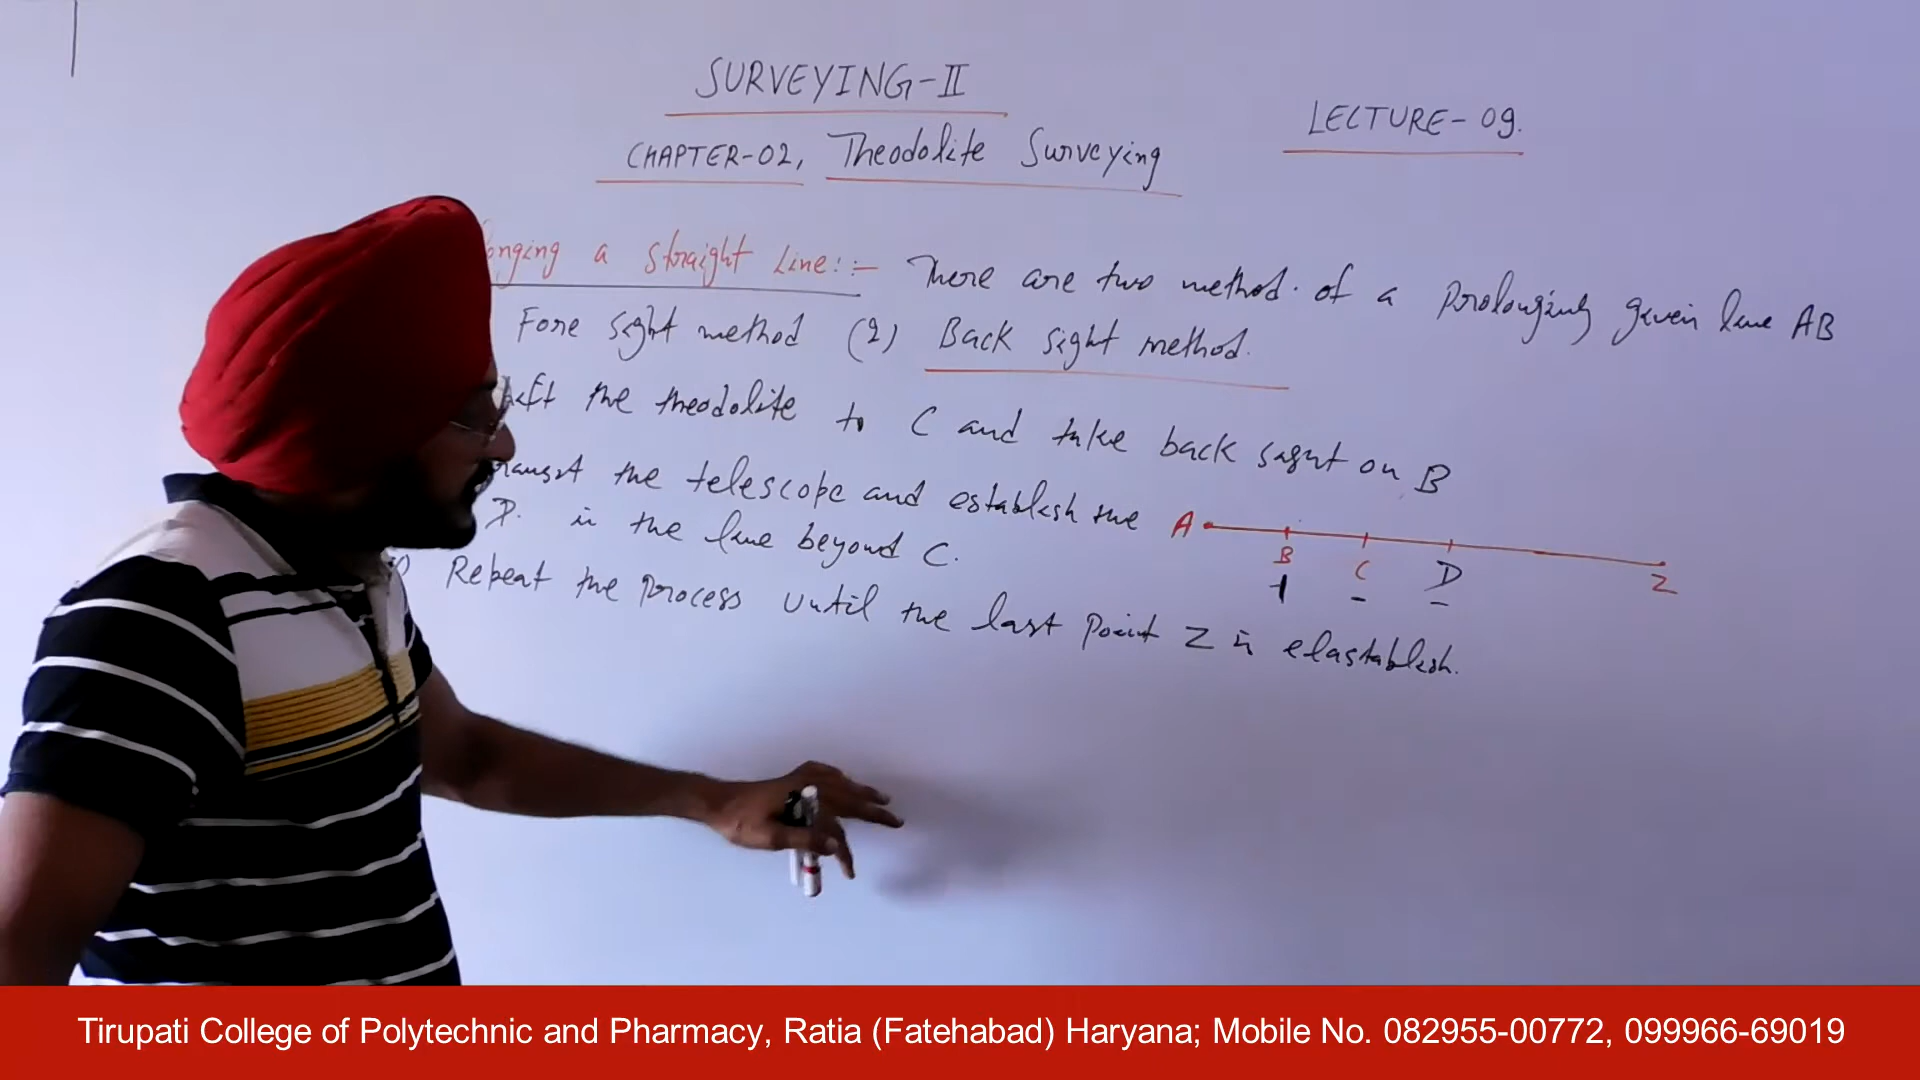 SURVEYING-II
LECTURE-09.
CHAPTER-02, Theodolite Surveying
onging a straight Line::- There are two method. of a Prolonging given line AB
Fore sight method (2) Back sight method.
the theodolite to C and take back sight on B
the telescope and establish the
D. in the line beyond C.
Repeat the process until the last point Z is elastablish.
A B C D Z
Tirupati College of Polytechnic and Pharmacy, Ratia (Fatehabad) Haryana; Mobile No. 082955-00772, 099966-69019